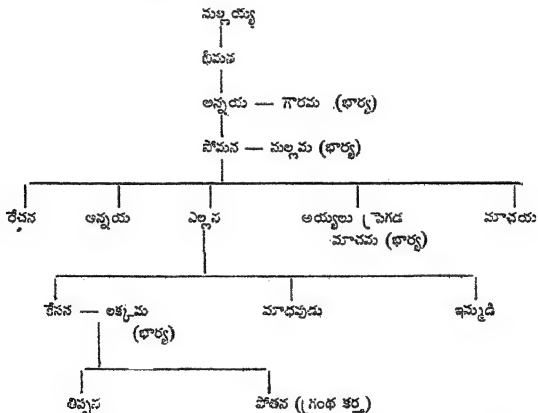 మల్లయ్య
భీమన
అన్నయ — గౌరమ (భార్య)
సోమన — మల్లమ (భార్య)
రేచన అన్నయ ఎల్లన అయ్యలు ప్రెగడ మాచయ
మాచమ (భార్య)
కేసన — లక్కమ మాధవుడు ఇమ్మడి
(భార్య)
తిప్పన పోతన (గ్రంథ కర్త)